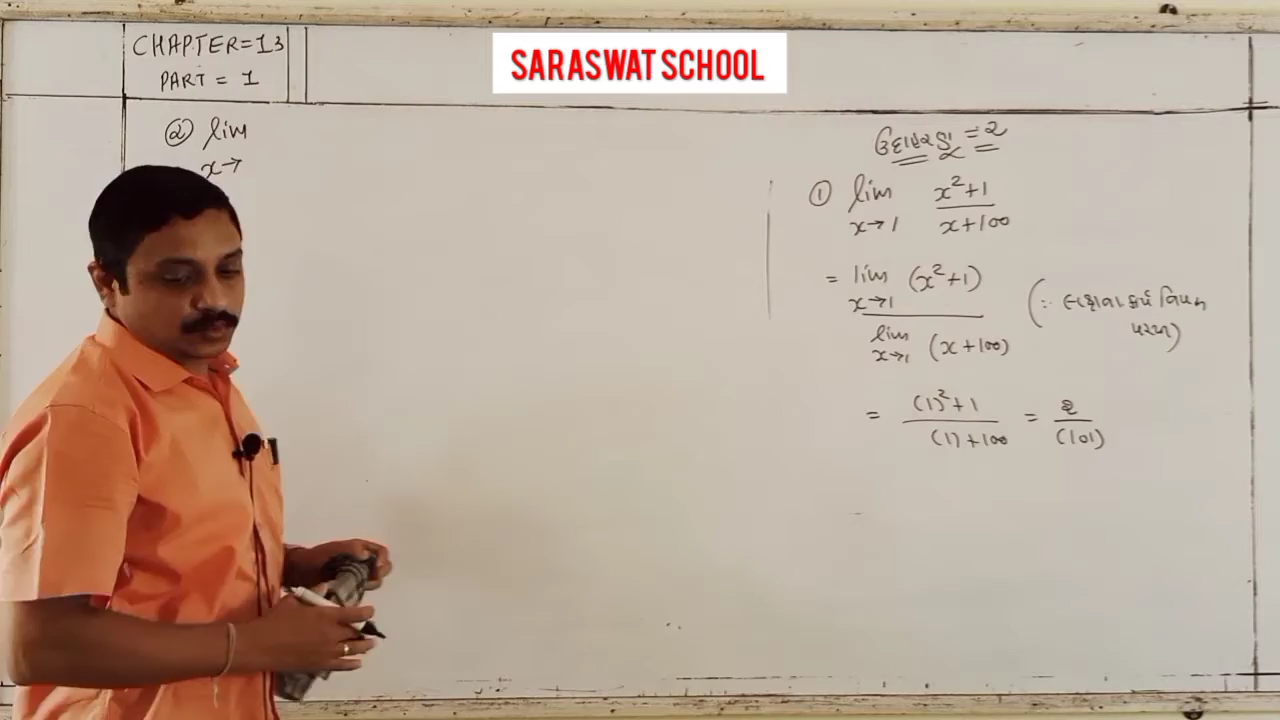 CHAPTER=13
PART = 1
SARASWAT SCHOOL
② lim
x→
ઉદાહરણ = ૨
① lim x²+1
x→1 x+100
= lim (x²+1)
x→1
lim (x+100)
x→1
= (1)²+1 = 2
(1)+100 (101)